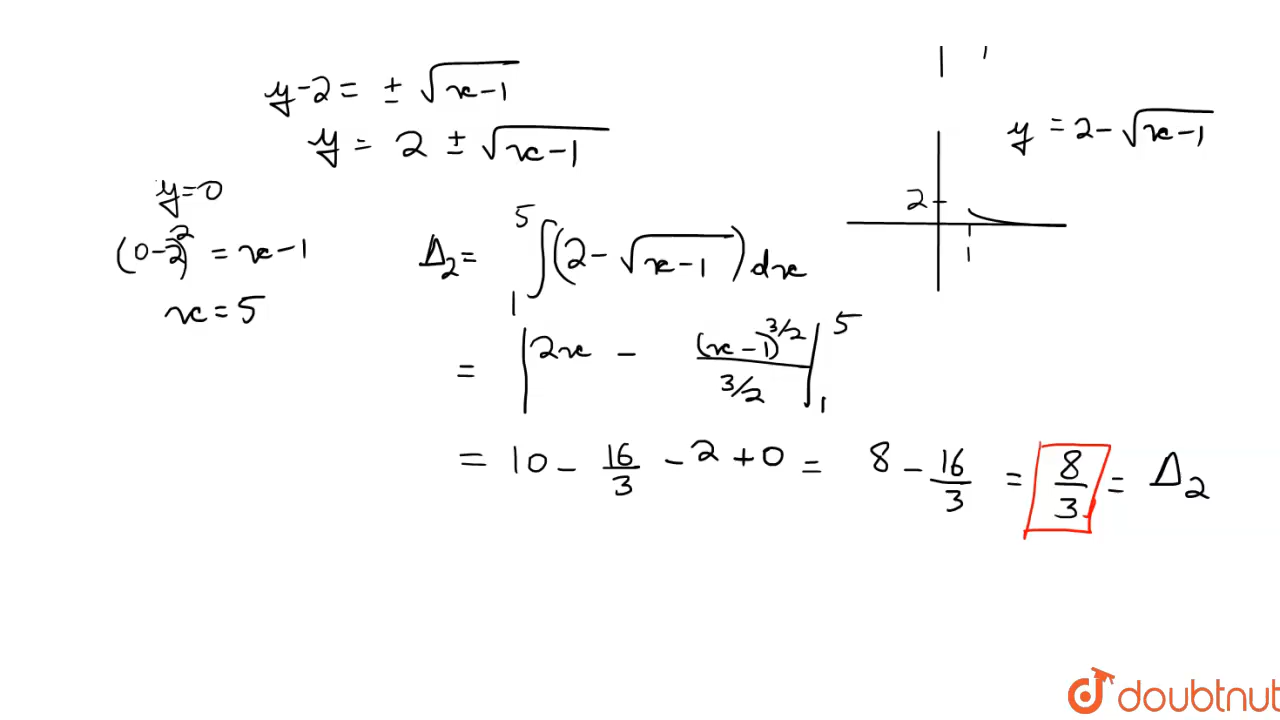 y-2 = ± √(x-1)
y = 2 ± √(x-1)
y = 2 - √(x-1)
y=0
(0-2)² = x-1
x = 5
2
1
Δ₂ = ∫₁⁵ (2 - √(x-1)) dx
= |2x - (x-1)^3/2 / 3/2|₁⁵
= 10 - 16/3 - 2 + 0 = 8 - 16/3 = 8/3 = Δ₂
doubtnut